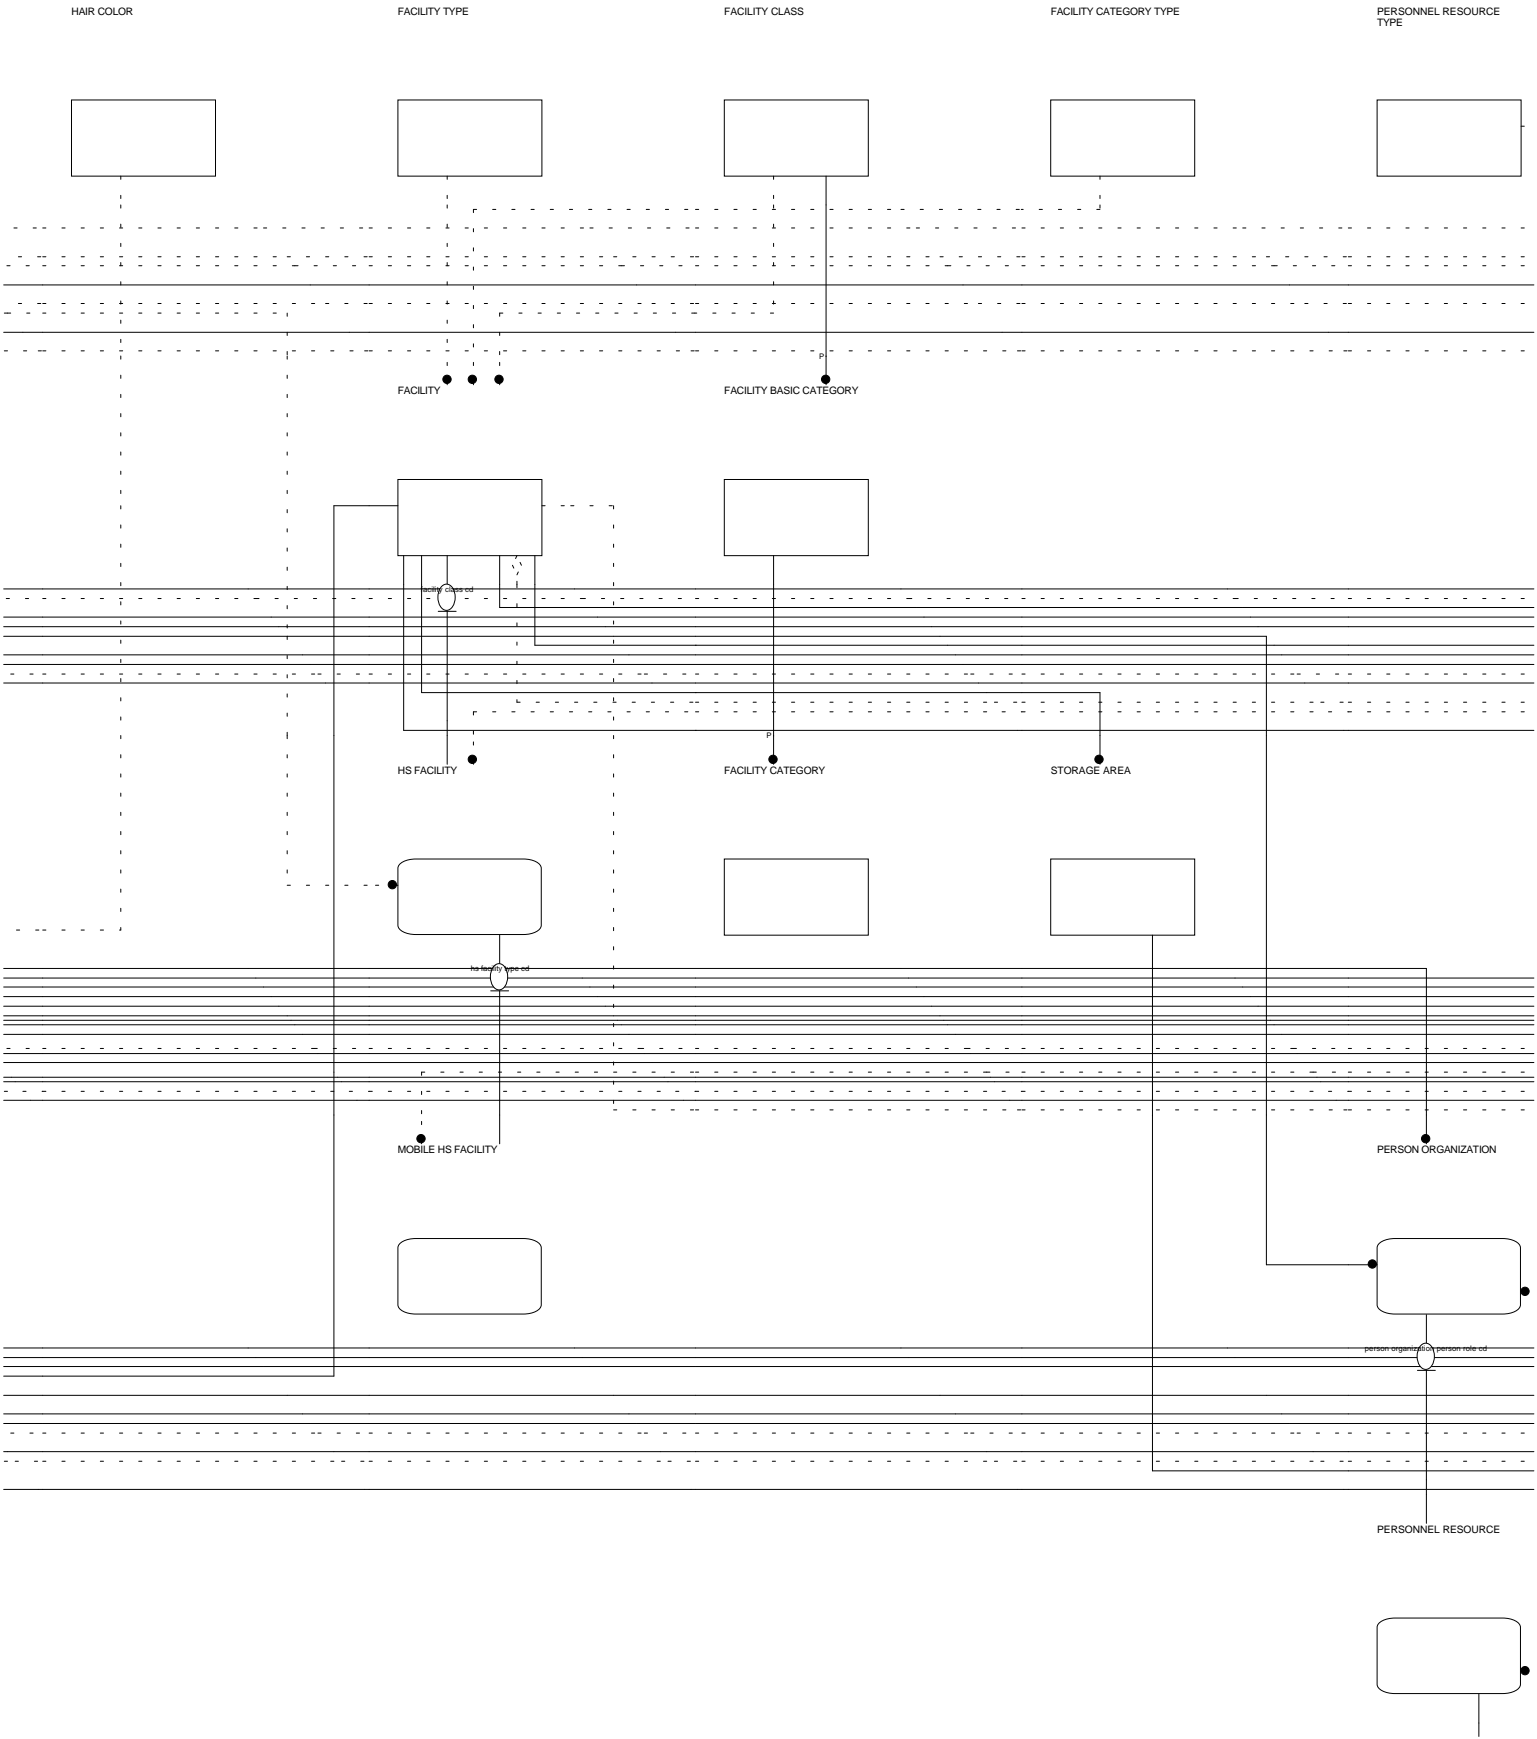 HAIR COLOR
FACILITY TYPE
FACILITY CLASS
FACILITY CATEGORY TYPE
PERSONNEL RESOURCE
TYPE
P
FACILITY
FACILITY BASIC CATEGORY
facility class cd
P
HS FACILITY
FACILITY CATEGORY
STORAGE AREA
hs facility type cd
MOBILE HS FACILITY
PERSON ORGANIZATION
person organization person role cd
PERSONNEL RESOURCE